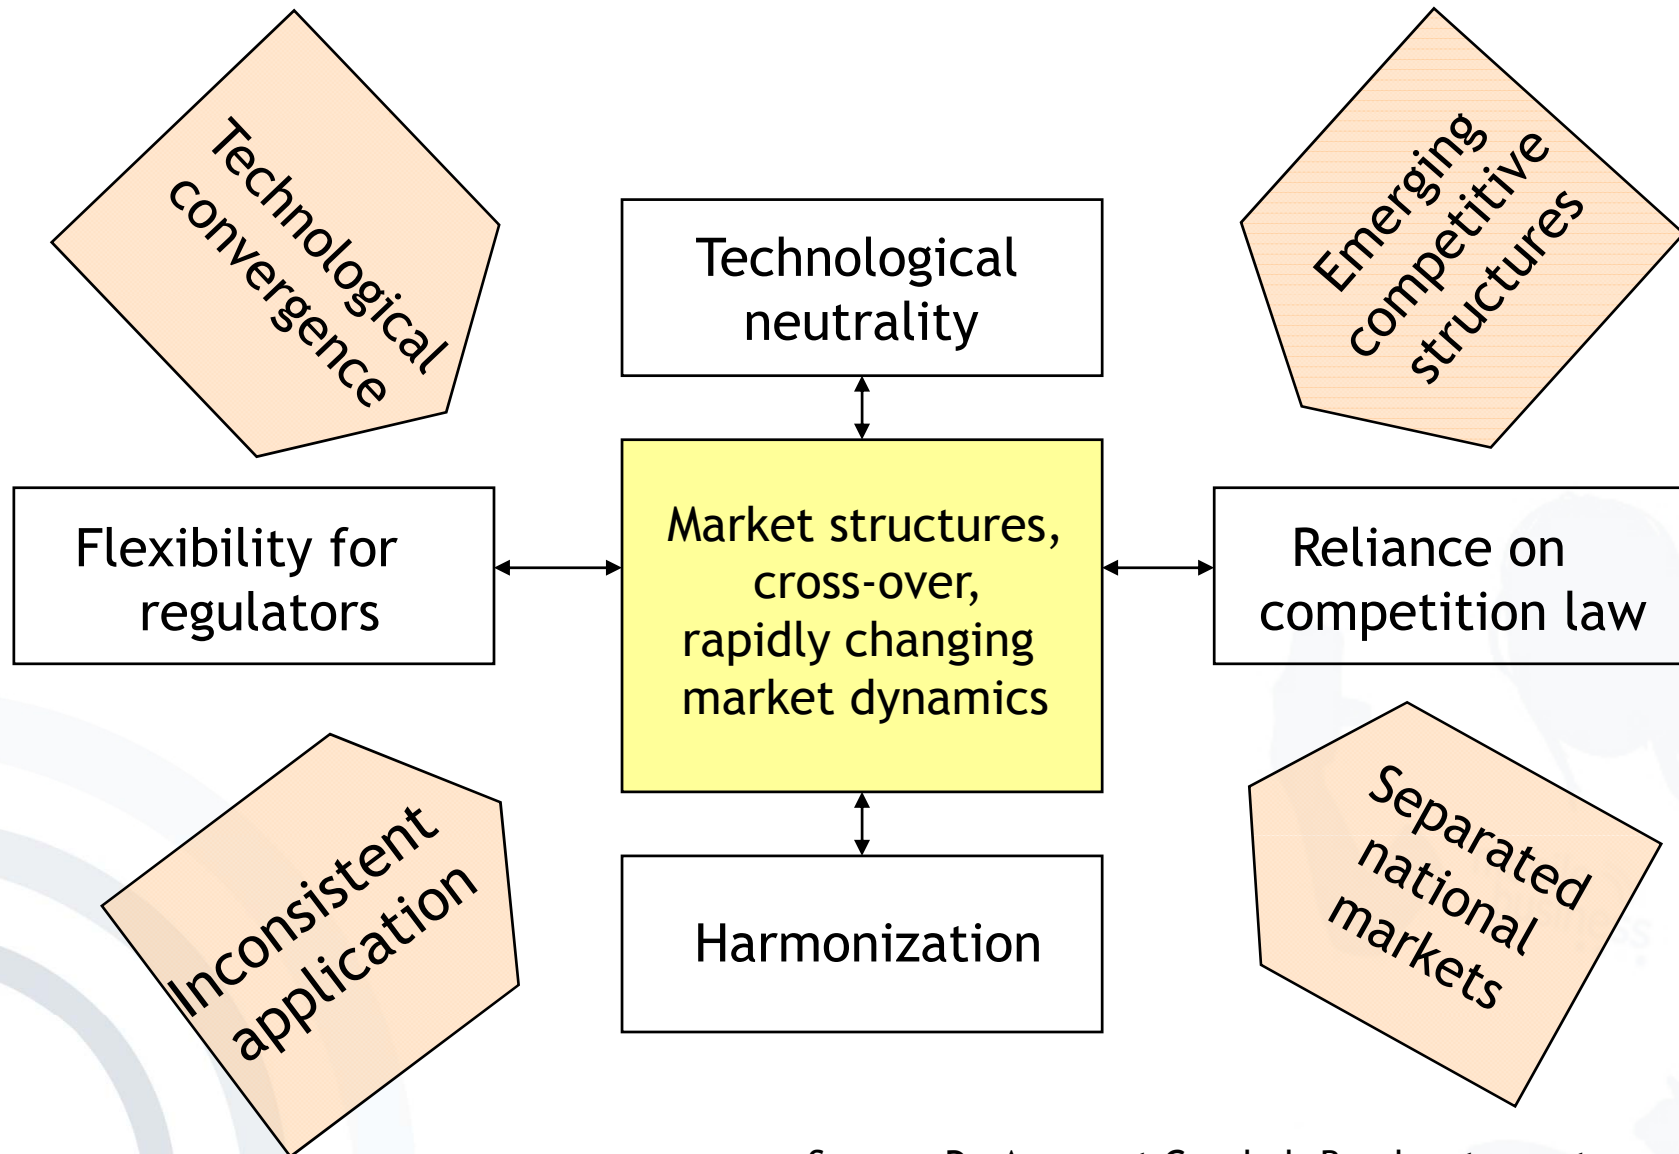 Technological
convergence
Emerging
competitive
structures
Technological
neutrality
Flexibility for
regulators
Market structures,
cross-over,
rapidly changing
market dynamics
Reliance on
competition law
Inconsistent
application
Harmonization
Separated
national
markets